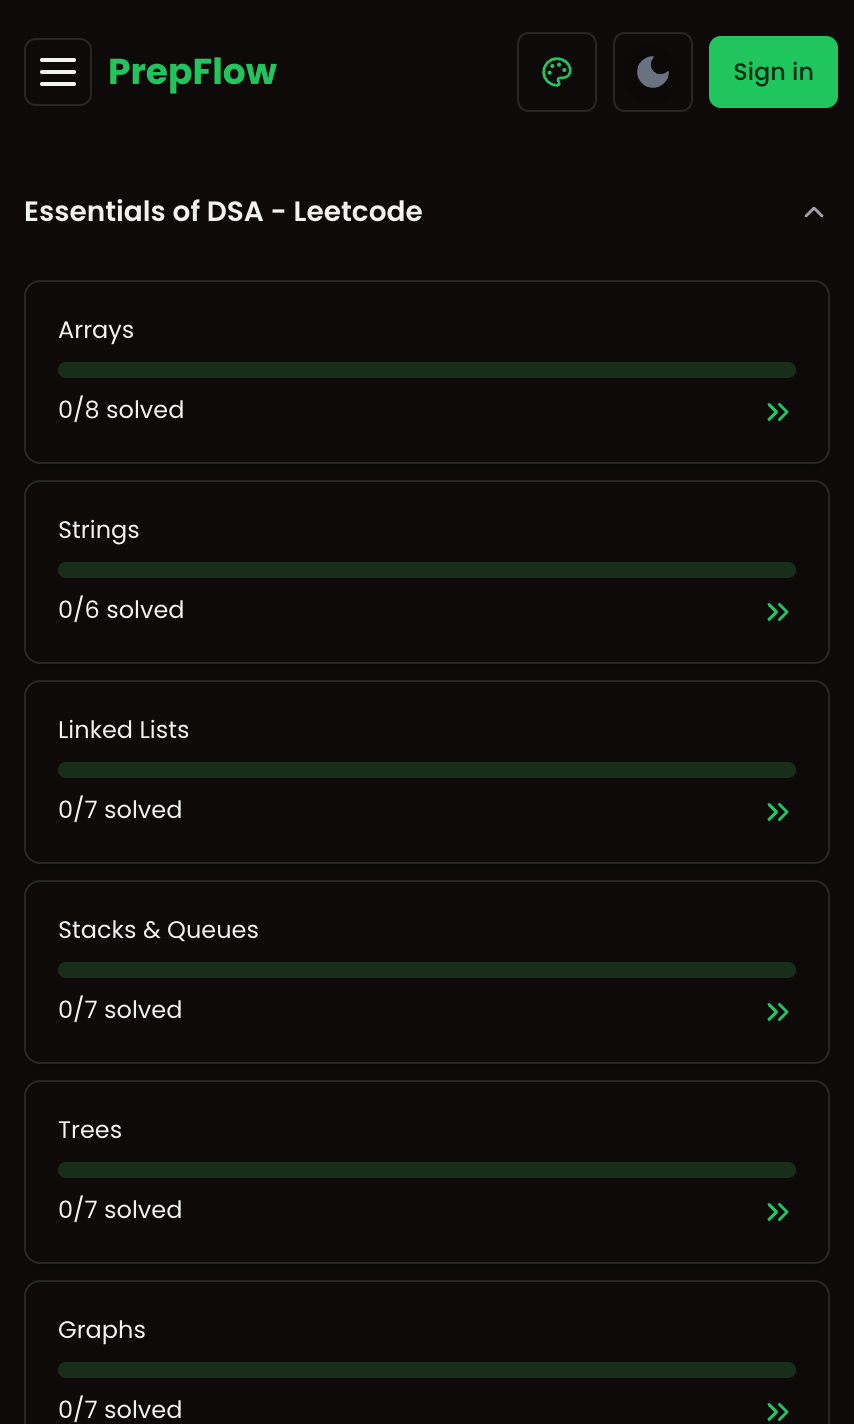 PrepFlow
Sign in
Essentials of DSA - Leetcode
Arrays
0/8 solved
Strings
0/6 solved
Linked Lists
0/7 solved
Stacks & Queues
0/7 solved
Trees
0/7 solved
Graphs
0/7 solved